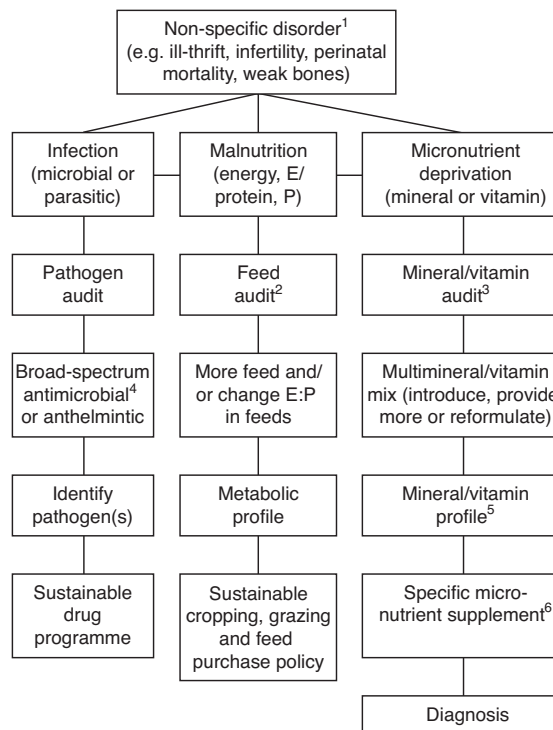 Non-specific disorder1
(e.g. ill-thrift, infertility, perinatal
mortality, weak bones)
Infection
(microbial or
parasitic)
Malnutrition
(energy, E/
protein, P)
Micronutrient
deprivation
(mineral or vitamin)
Pathogen
audit
Feed
audit2
Mineral/vitamin
audit3
Broad-spectrum
antimicrobial4
or anthelmintic
More feed and/
or change E:P
in feeds
Multimineral/vitamin
mix (introduce, provide
more or reformulate)
Identify
pathogen(s)
Metabolic
profile
Mineral/vitamin
profile5
Sustainable
drug
programme
Sustainable
cropping, grazing
and feed
purchase policy
Specific micro-
nutrient supplement6
Diagnosis